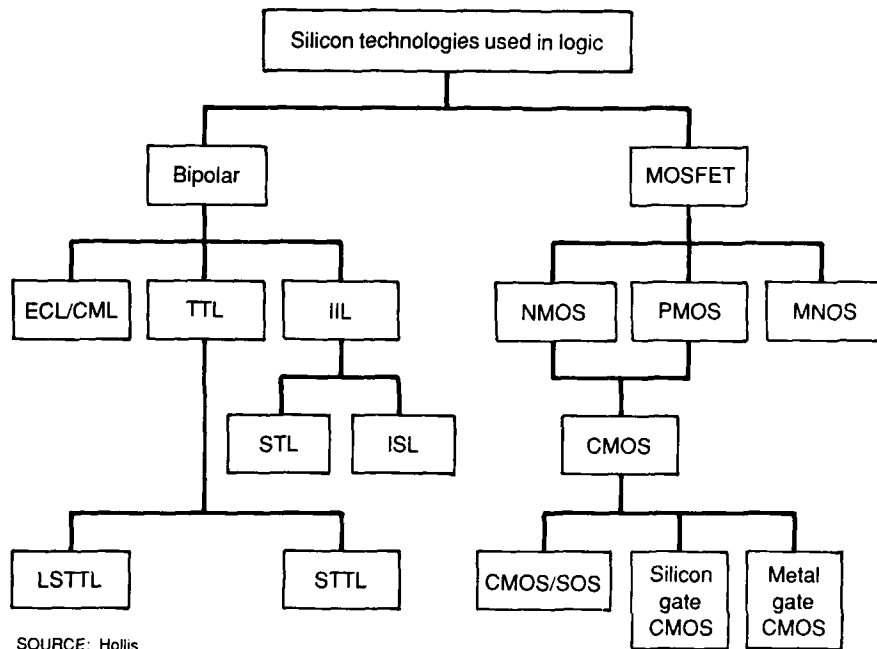 Silicon technologies used in logic
Bipolar
MOSFET
ECL/CML
TTL
IIL
NMOS
PMOS
MNOS
STL
ISL
CMOS
LSTTL
STTL
CMOS/SOS
Silicon
gate
CMOS
Metal
gate
CMOS
SOURCE: Hollis